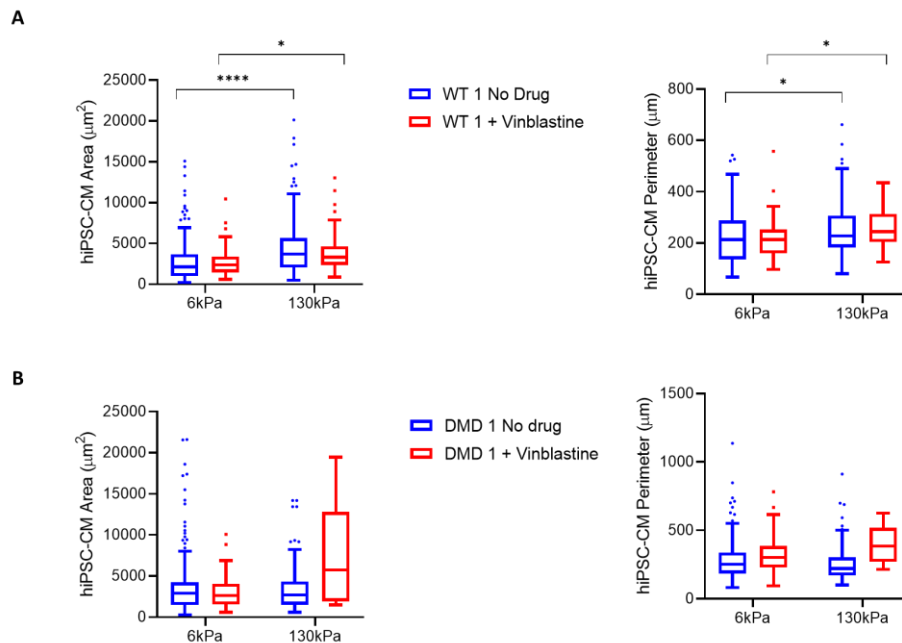 A
*
****
hiPSC-CM Area (μm²)
25000
20000
15000
10000
5000
0
6kPa
130kPa
WT 1 No Drug
WT 1 + Vinblastine
*
*
hiPSC-CM Perimeter (μm)
800
600
400
200
0
6kPa
130kPa
B
hiPSC-CM Area (μm²)
25000
20000
15000
10000
5000
0
6kPa
130kPa
DMD 1 No drug
DMD 1 + Vinblastine
hiPSC-CM Perimeter (μm)
1500
1000
500
0
6kPa
130kPa